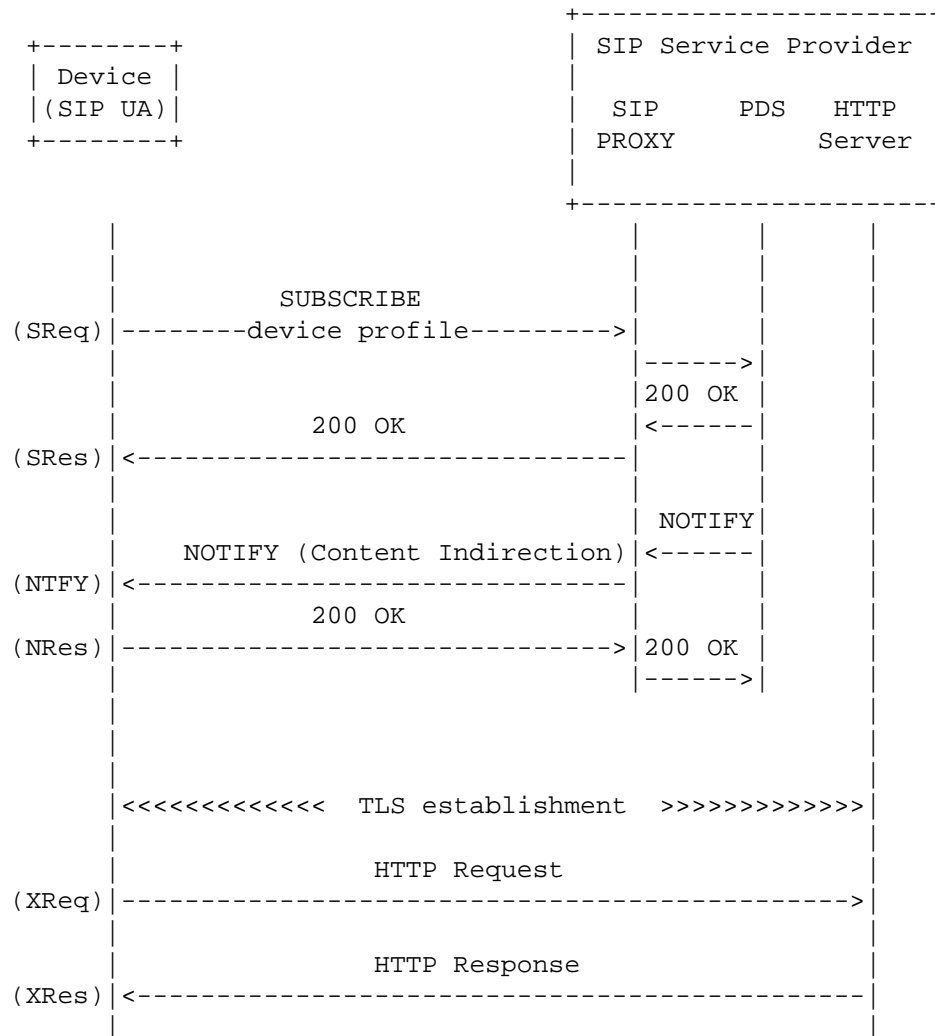 SIP Service Provider
Device
(SIP UA)
SIP PDS HTTP
PROXY Server
SUBSCRIBE
(SReq) device profile
200 OK
200 OK
(SRes)
NOTIFY
NOTIFY (Content Indirection)
(NTFY)
200 OK
(NRes) 200 OK
TLS establishment
HTTP Request
(XReq)
HTTP Response
(XRes)